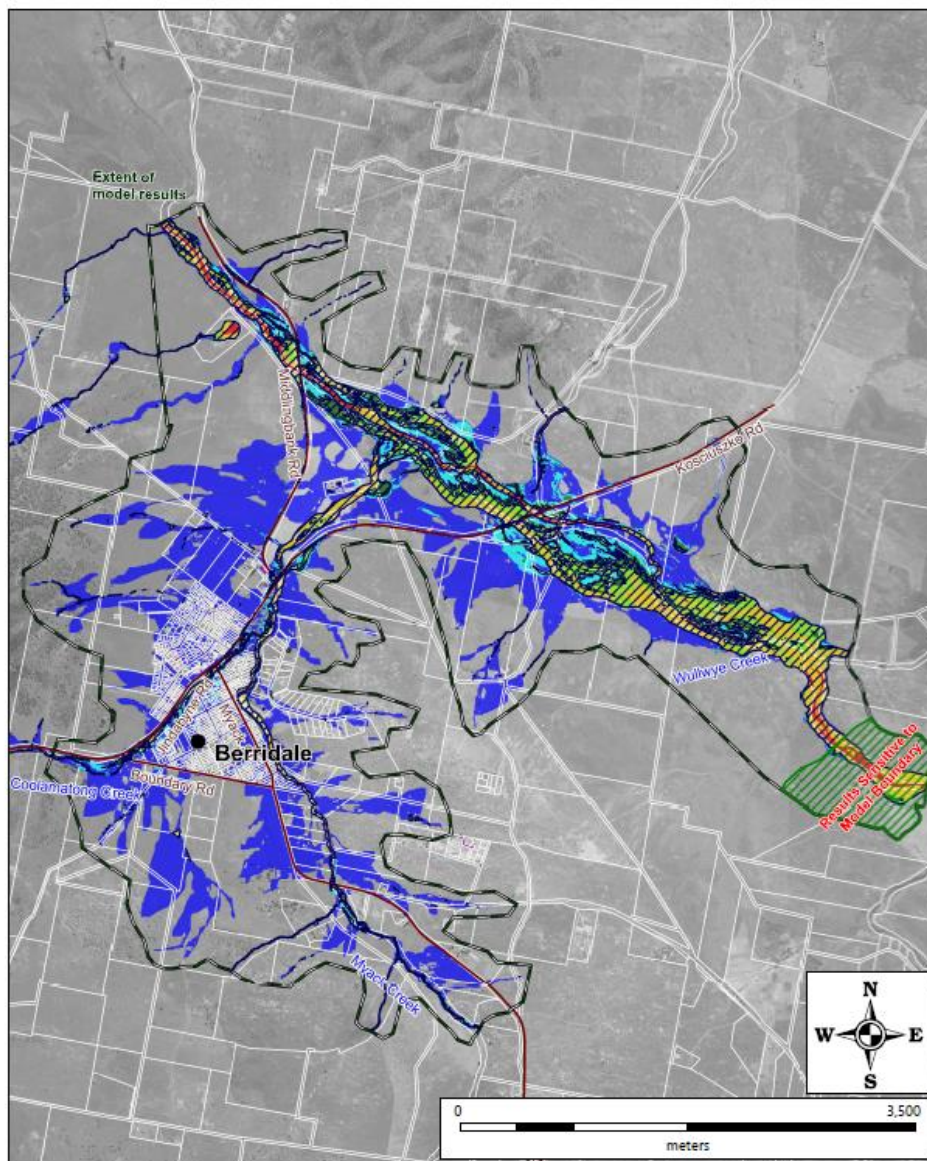 Extent of
model results
Middlingbank Rd
Kosciuszko Rd
Wullwye Creek
Results Sensitive to
Model Boundary
Jindabyne Rd
Myack
Berridale
Boundary Rd
Coolamatong Creek
Myack Creek
N
W
E
S
0
3,500
meters